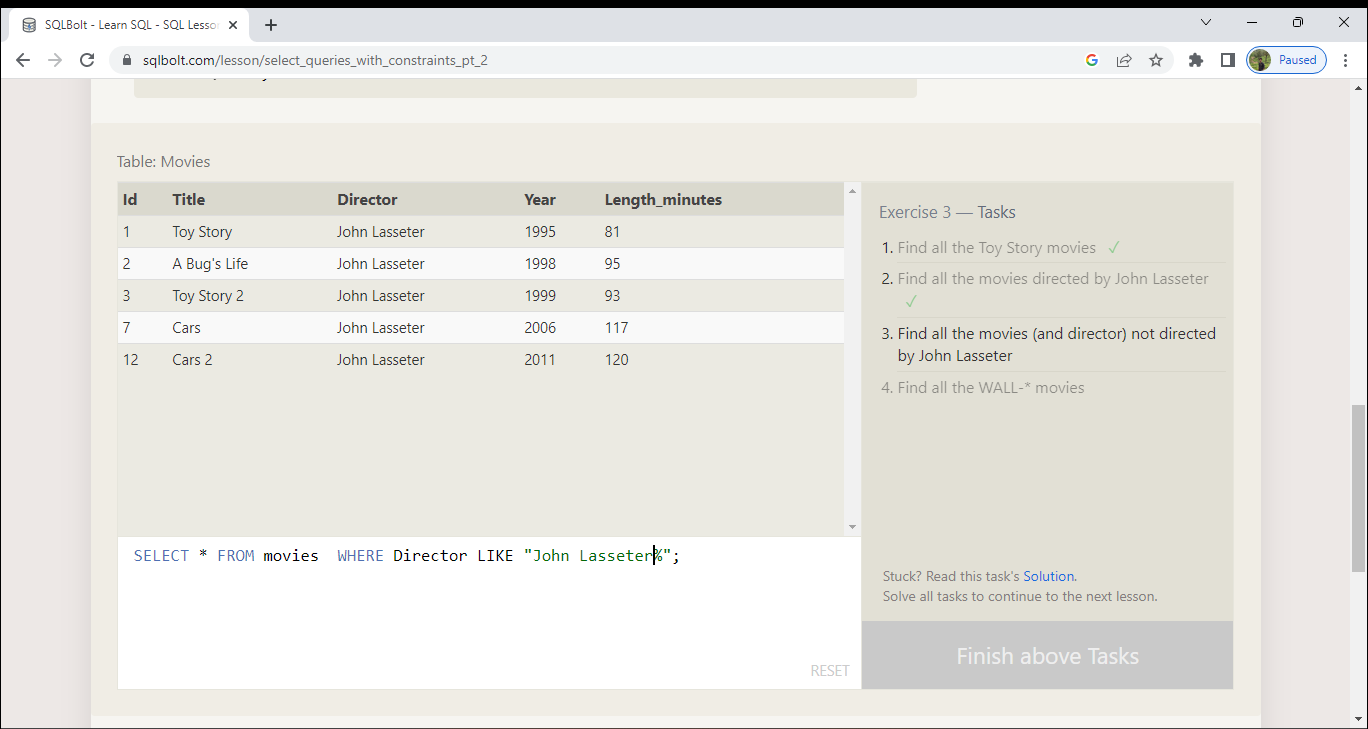 SQLBolt - Learn SQL - SQL Lesso
sqlbolt.com/lesson/select_queries_with_constraints_pt_2
Paused
Table: Movies
Id Title Director Year Length_minutes
1 Toy Story John Lasseter 1995 81
2 A Bug's Life John Lasseter 1998 95
3 Toy Story 2 John Lasseter 1999 93
7 Cars John Lasseter 2006 117
12 Cars 2 John Lasseter 2011 120
SELECT * FROM movies  WHERE Director LIKE "John Lasseter%";
RESET
Exercise 3 — Tasks
1. Find all the Toy Story movies ✓
2. Find all the movies directed by John Lasseter
✓
3. Find all the movies (and director) not directed
by John Lasseter
4. Find all the WALL-* movies
Stuck? Read this task's Solution.
Solve all tasks to continue to the next lesson.
Finish above Tasks